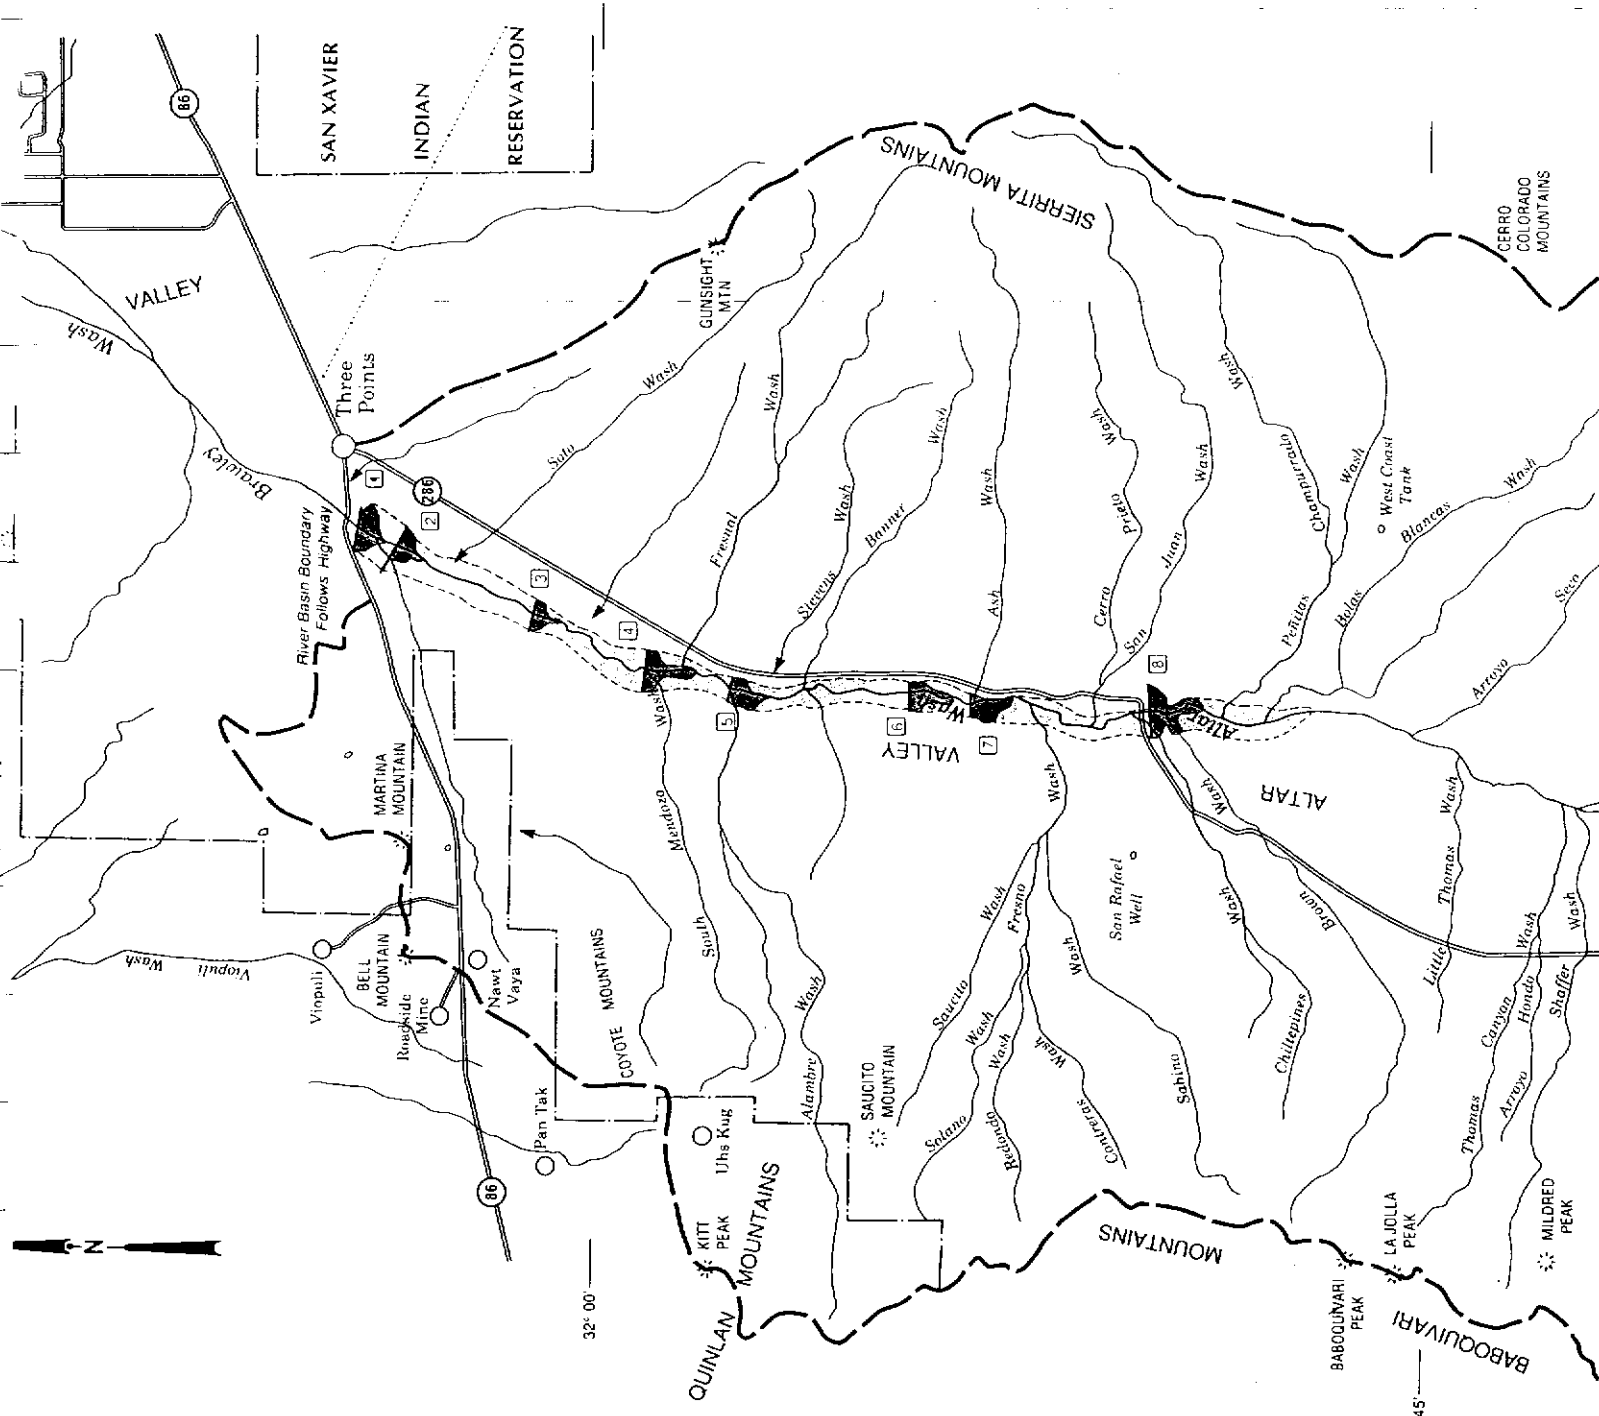 86
SAN XAVIER
INDIAN
RESERVATION
VALLEY
Wash
Brawley
Three
Points
River Basin Boundary
Follows Highway
1
286
2
3
4
5
6
7
8
GUNSIGHT
MTN
SIERRITA MOUNTAINS
CERRO
COLORADO
MOUNTAINS
Soto
Wash
Fresnal
Wash
Stevens
Wash
Banner
Wash
Ash
Wash
Cerro
Prieto
Wash
San
Juan
Wash
Wash
Champurrado
Peñitas
Wash
West Coast
Tank
Bolas
Blancas
Wash
Arroyo
Seco
Altar
Wash
ALTAR
VALLEY
MARTINA
MOUNTAIN
BELL
MOUNTAIN
Viopuli
Viopuli
Wash
Roadside
Mine
Nawt
Vaya
COYOTE
MOUNTAINS
Pan Tak
86
Uhs Kug
KITT
PEAK
QUINLAN
MOUNTAINS
N
32° 00'
South
Mendoza
Wash
Alambre
Wash
SAUCITO
MOUNTAIN
Saucito
Wash
Solano
Wash
Redondo
Wash
Fresno
Wash
Contreras
Wash
Sabino
Wash
San Rafael
Well
Chiltepines
Wash
Brown
Wash
Little
Thomas
Wash
Thomas
Canyon
Wash
Arroyo
Hondo
Shaffer
Wash
BABOQUIVARI
MOUNTAINS
BABOQUIVARI
PEAK
LA JOLLA
PEAK
MILDRED
PEAK
45'